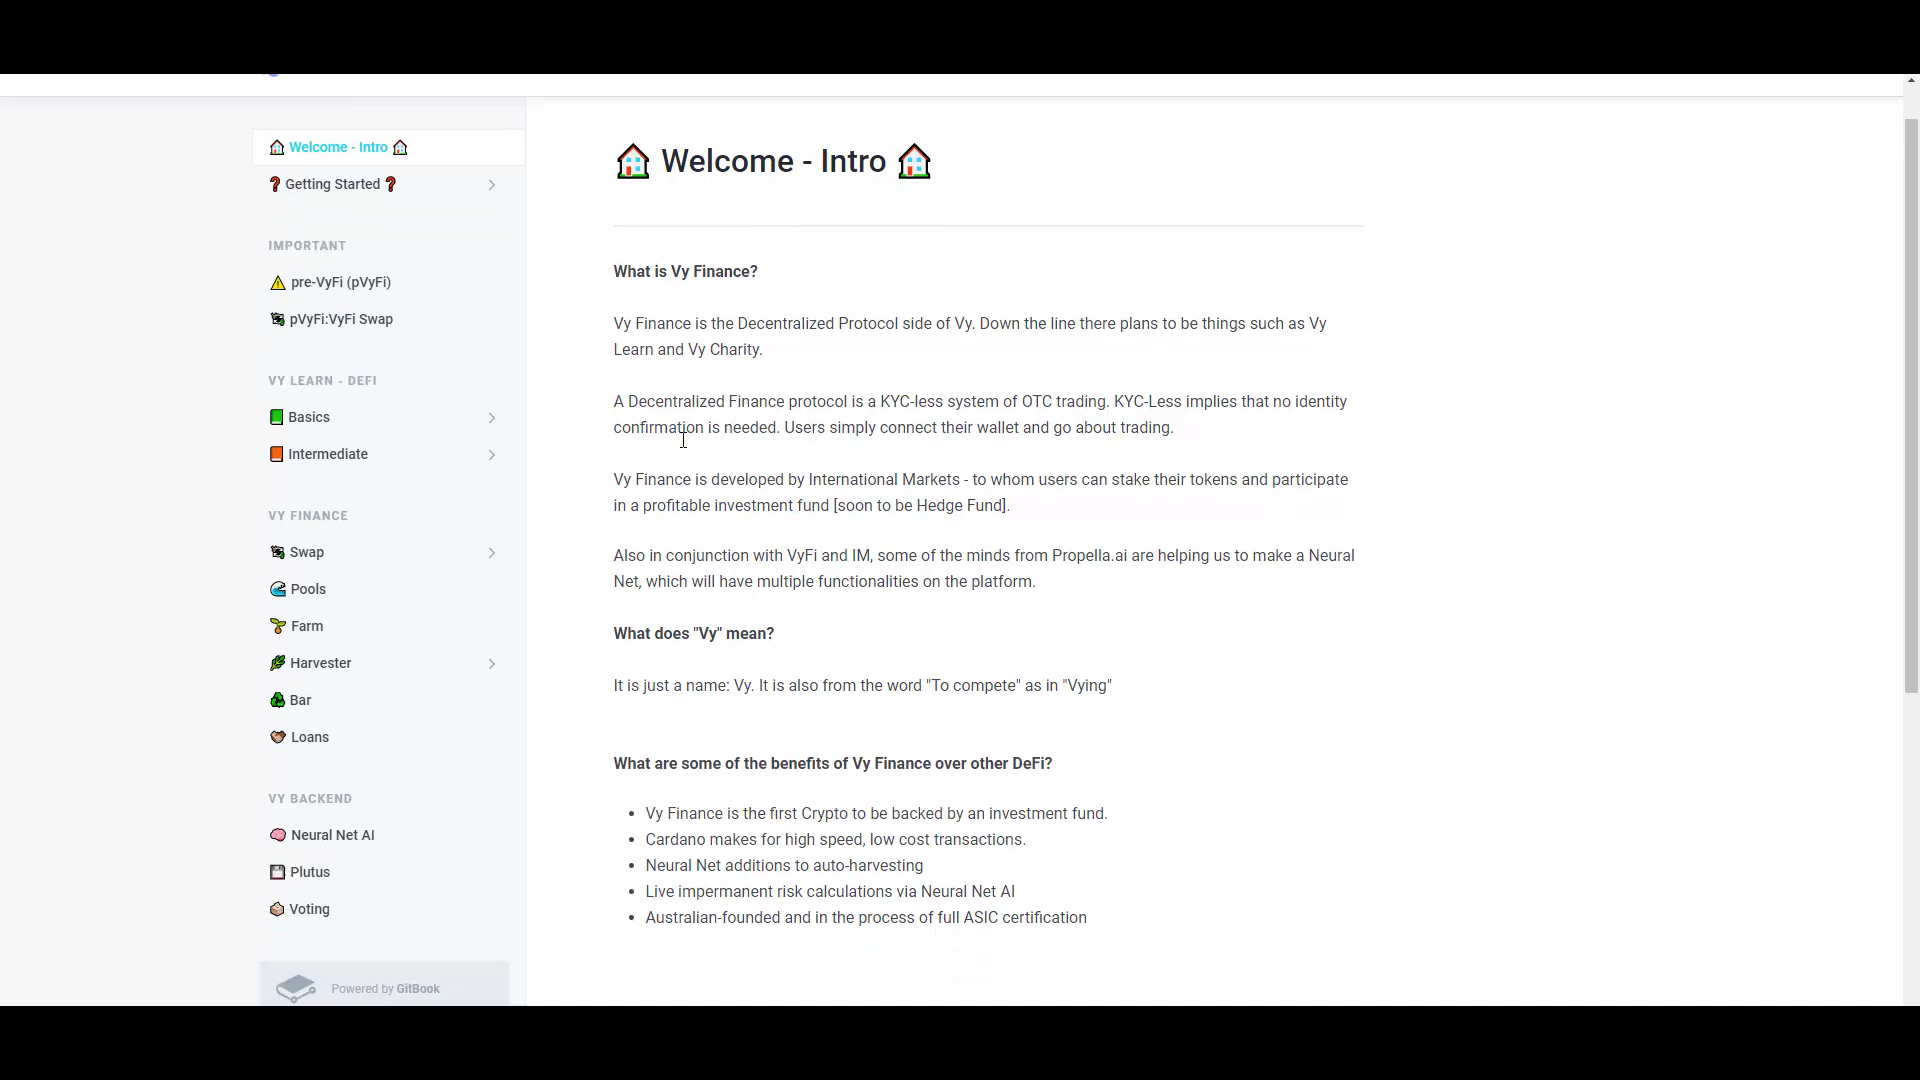 Welcome - Intro
Getting Started
IMPORTANT
pre-VyFi (pVyFi)
pVyFi:VyFi Swap
VY LEARN - DEFI
Basics
Intermediate
VY FINANCE
Swap
Pools
Farm
Harvester
Bar
Loans
VY BACKEND
Neural Net AI
Plutus
Voting
Powered by GitBook
Welcome - Intro
What is Vy Finance?
Vy Finance is the Decentralized Protocol side of Vy. Down the line there plans to be things such as Vy
Learn and Vy Charity.
A Decentralized Finance protocol is a KYC-less system of OTC trading. KYC-Less implies that no identity
confirmation is needed. Users simply connect their wallet and go about trading.
Vy Finance is developed by International Markets - to whom users can stake their tokens and participate
in a profitable investment fund [soon to be Hedge Fund].
Also in conjunction with VyFi and IM, some of the minds from Propella.ai are helping us to make a Neural
Net, which will have multiple functionalities on the platform.
What does "Vy" mean?
It is just a name: Vy. It is also from the word "To compete" as in "Vying"
What are some of the benefits of Vy Finance over other DeFi?
• Vy Finance is the first Crypto to be backed by an investment fund.
• Cardano makes for high speed, low cost transactions.
• Neural Net additions to auto-harvesting
• Live impermanent risk calculations via Neural Net AI
• Australian-founded and in the process of full ASIC certification